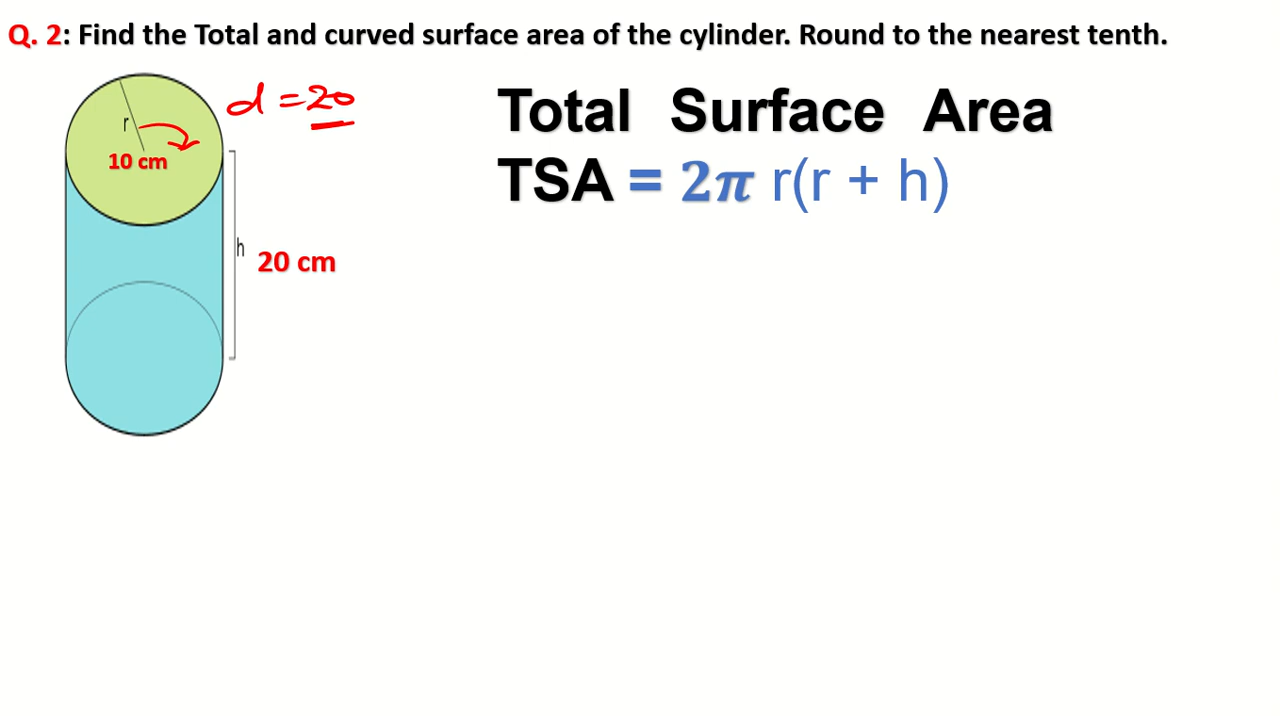 Q. 2: Find the Total and curved surface area of the cylinder. Round to the nearest tenth.
d = 20
r
10 cm
h
20 cm
Total Surface Area
TSA = 2π r(r + h)